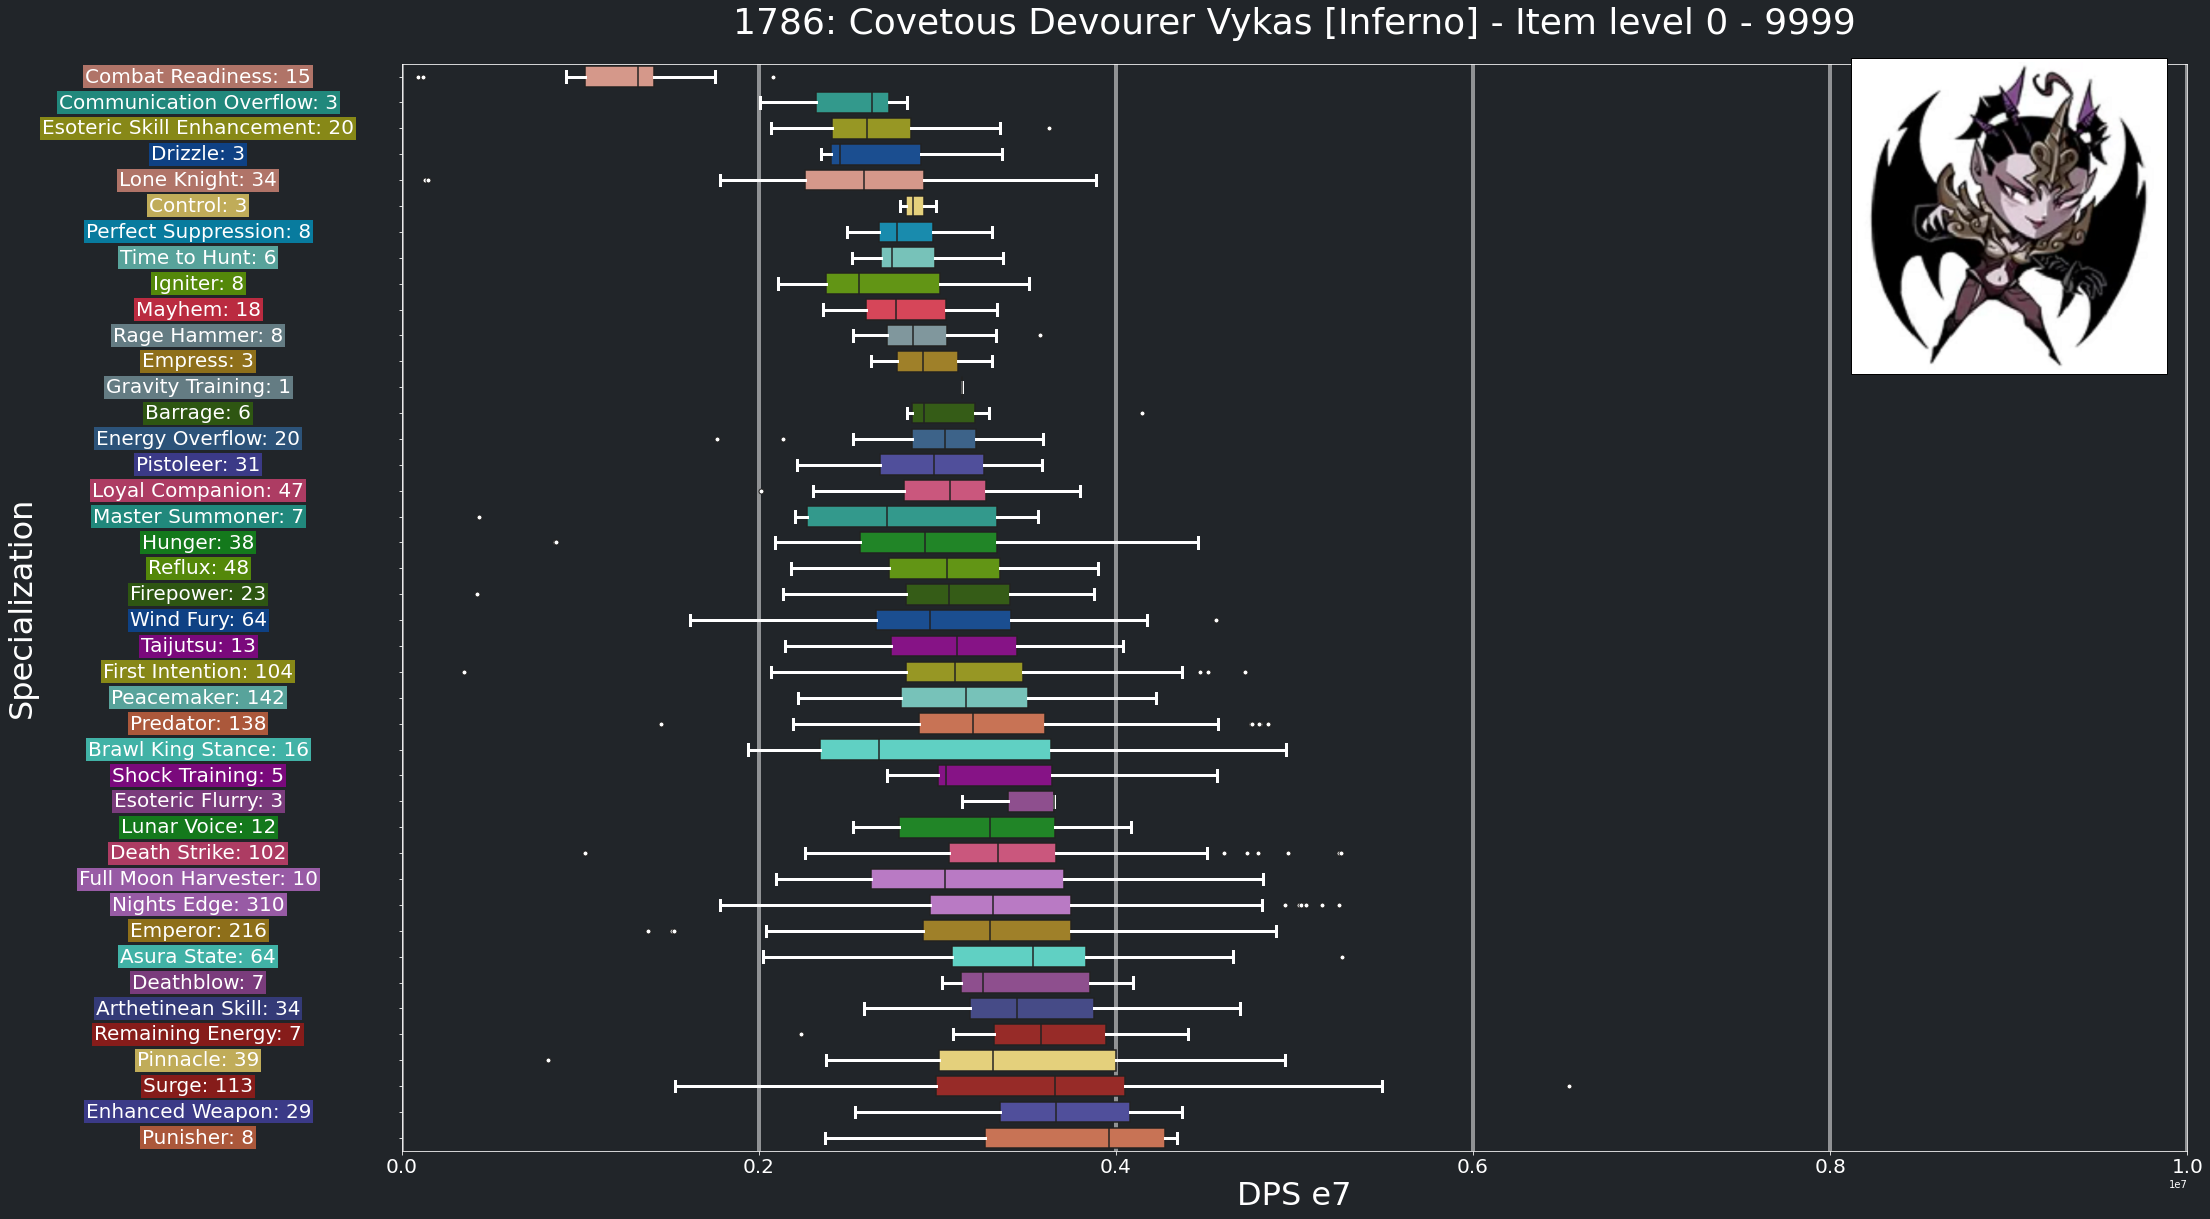 1786: Covetous Devourer Vykas [Inferno] - Item level 0 - 9999
Specialization
Combat Readiness: 15
Communication Overflow: 3
Esoteric Skill Enhancement: 20
Drizzle: 3
Lone Knight: 34
Control: 3
Perfect Suppression: 8
Time to Hunt: 6
Igniter: 8
Mayhem: 18
Rage Hammer: 8
Empress: 3
Gravity Training: 1
Barrage: 6
Energy Overflow: 20
Pistoleer: 31
Loyal Companion: 47
Master Summoner: 7
Hunger: 38
Reflux: 48
Firepower: 23
Wind Fury: 64
Taijutsu: 13
First Intention: 104
Peacemaker: 142
Predator: 138
Brawl King Stance: 16
Shock Training: 5
Esoteric Flurry: 3
Lunar Voice: 12
Death Strike: 102
Full Moon Harvester: 10
Nights Edge: 310
Emperor: 216
Asura State: 64
Deathblow: 7
Arthetinean Skill: 34
Remaining Energy: 7
Pinnacle: 39
Surge: 113
Enhanced Weapon: 29
Punisher: 8
0.0 0.2 0.4 0.6 0.8 1.0
1e7
DPS e7